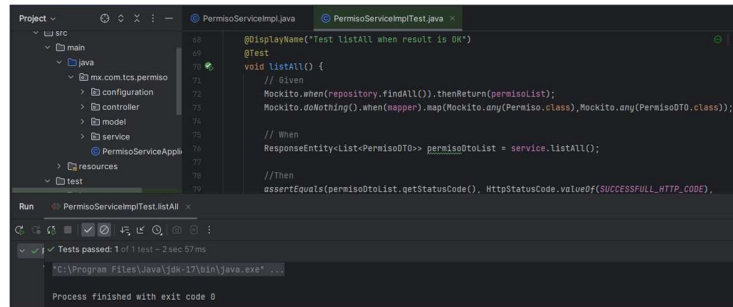 Project
PermisoServiceImpl.java
PermisoServiceImplTest.java
src
main
java
mx.com.tcs.permiso
configuration
controller
model
service
PermisoServiceApplic
resources
test
68 @DisplayName("Test listAll when result is OK")
69 @Test
70 void listAll() {
71 // Given
72 Mockito.when(repository.findAll()).thenReturn(permisoList);
73 Mockito.doNothing().when(mapper).map(Mockito.any(Permiso.class),Mockito.any(PermisoDTO.class));
74
75 // When
76 ResponseEntity<List<PermisoDTO>> permisoDtoList = service.listAll();
77
78 //Then
79 assertEquals(permisoDtoList.getStatusCode(), HttpStatusCode.valueOf(SUCCESSFULL_HTTP_CODE),
Run PermisoServiceImplTest.listAll
Tests passed: 1 of 1 test – 2 sec 57 ms
"C:\Program Files\Java\jdk-17\bin\java.exe" ...
Process finished with exit code 0